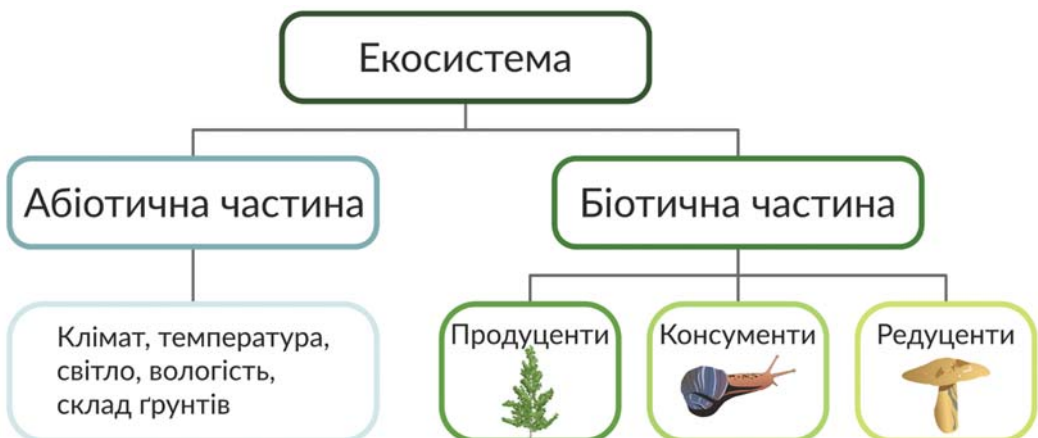 Екосистема
Абіотична частина
Біотична частина
Клімат, температура,
світло, вологість,
склад ґрунтів
Продуценти
Консументи
Редуценти